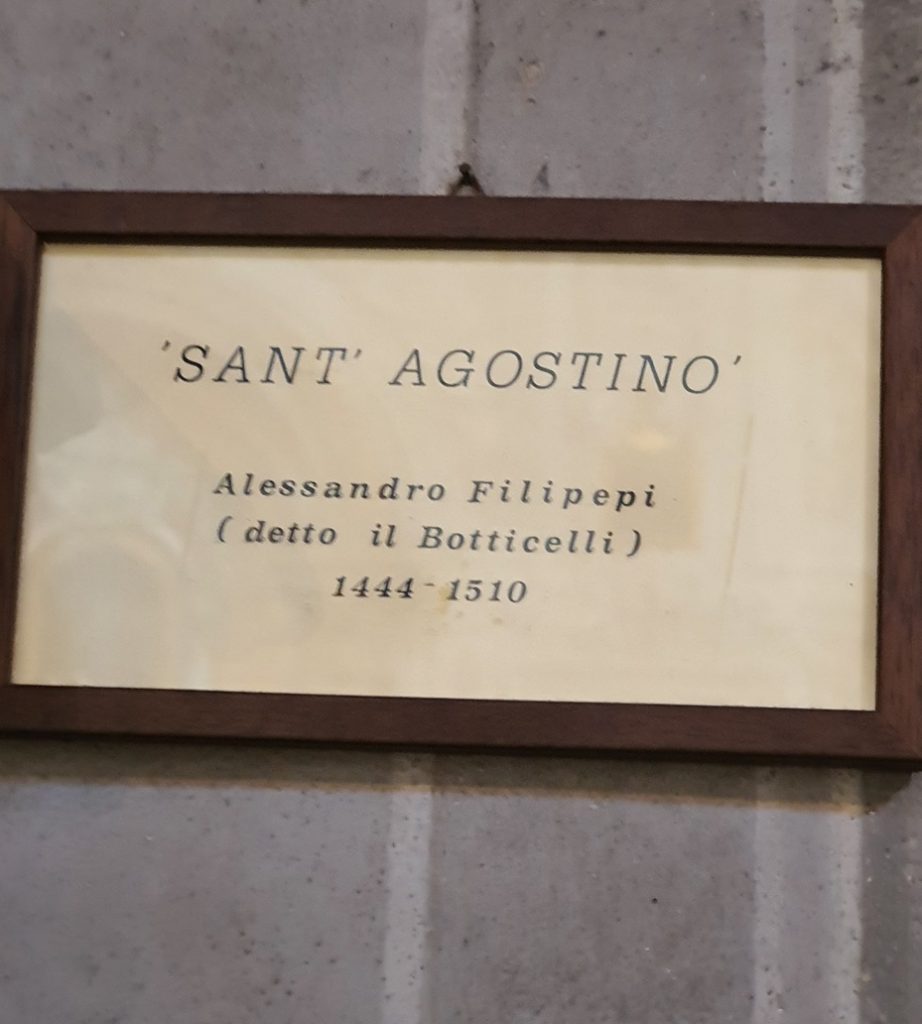 'SANT' AGOSTINO'
Alessandro Filipepi
( detto il Botticelli )
1444-1510